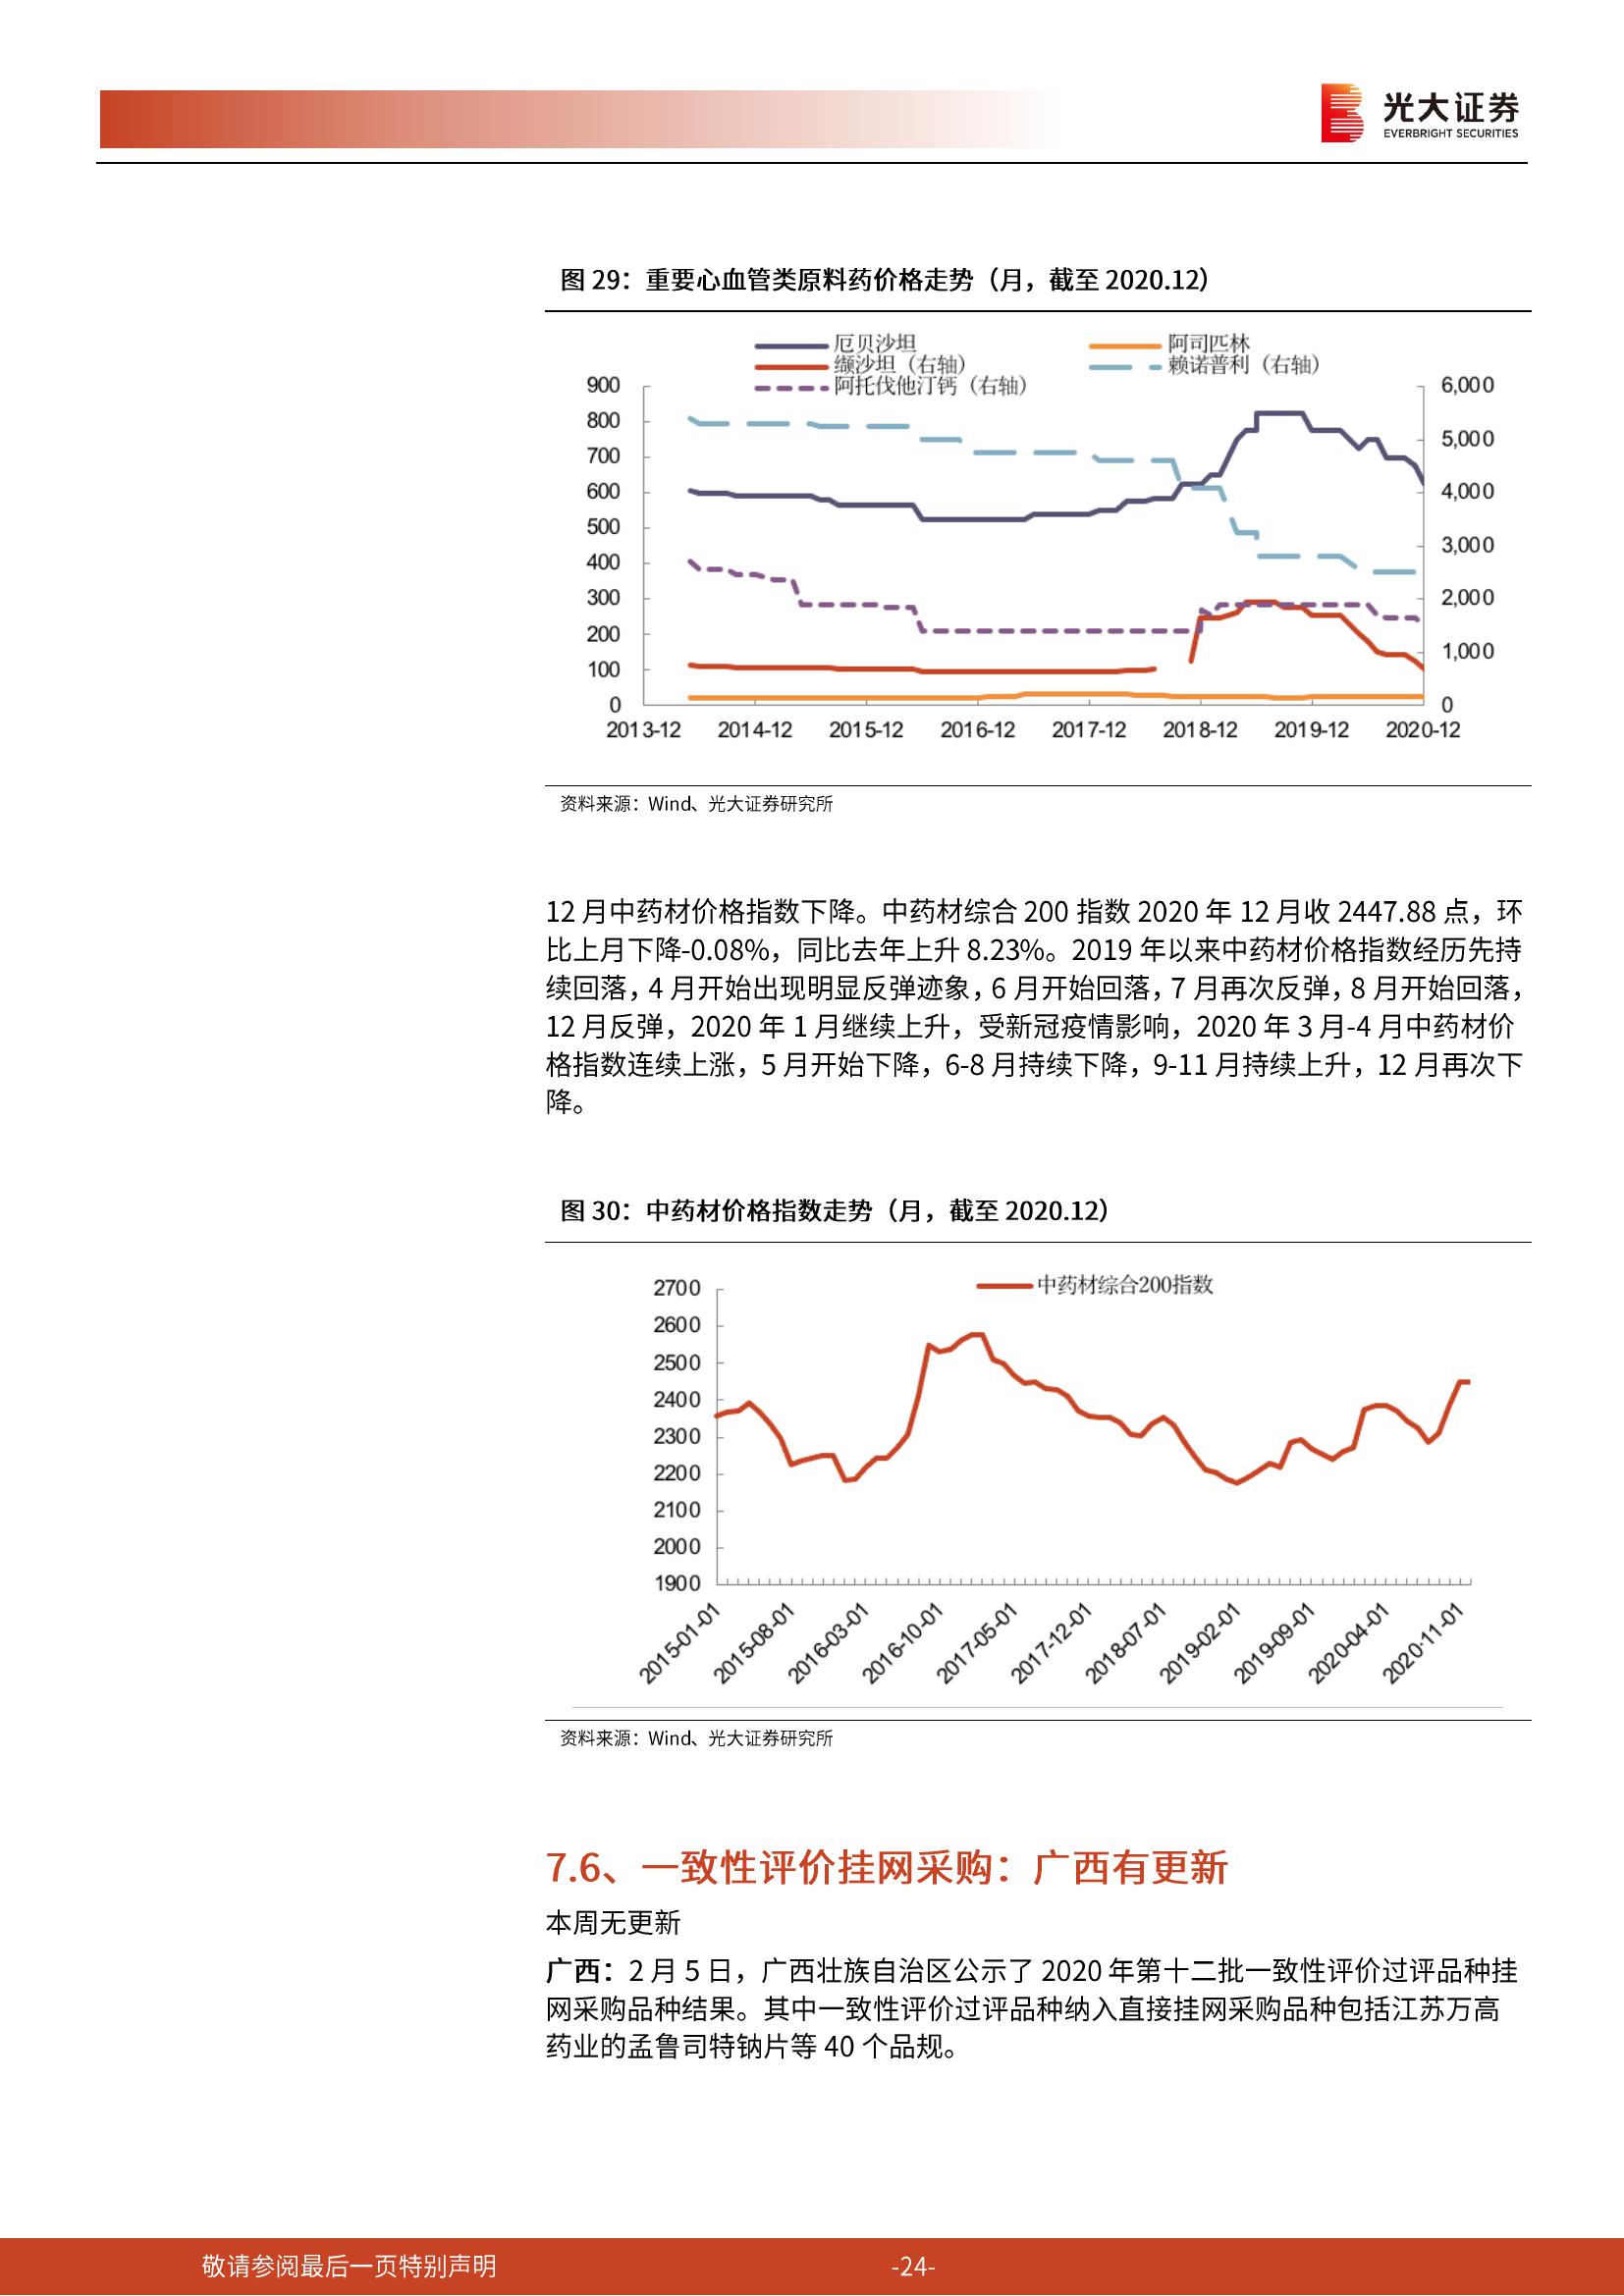 光大证券
EVERBRIGHT SECURITIES
图 29：重要心血管类原料药价格走势（月，截至 2020.12）
厄贝沙坦
阿司匹林
缬沙坦（右轴）
赖诺普利（右轴）
阿托伐他汀钙（右轴）
900
800
700
600
500
400
300
200
100
0
6,000
5,000
4,000
3,000
2,000
1,000
0
2013-12 2014-12 2015-12 2016-12 2017-12 2018-12 2019-12 2020-12
资料来源：Wind、光大证券研究所
12 月中药材价格指数下降。中药材综合 200 指数 2020 年 12 月收 2447.88 点，环
比上月下降-0.08%，同比去年上升 8.23%。2019 年以来中药材价格指数经历先持
续回落，4 月开始出现明显反弹迹象，6 月开始回落，7 月再次反弹，8 月开始回落，
12 月反弹，2020 年 1 月继续上升，受新冠疫情影响，2020 年 3 月-4 月中药材价
格指数连续上涨，5 月开始下降，6-8 月持续下降，9-11 月持续上升，12 月再次下
降。
图 30：中药材价格指数走势（月，截至 2020.12）
中药材综合200指数
2700
2600
2500
2400
2300
2200
2100
2000
1900
2015-01-01 2015-08-01 2016-03-01 2016-10-01 2017-05-01 2017-12-01 2018-07-01 2019-02-01 2019-09-01 2020-04-01 2020-11-01
资料来源：Wind、光大证券研究所
7.6、一致性评价挂网采购：广西有更新
本周无更新
广西：2 月 5 日，广西壮族自治区公示了 2020 年第十二批一致性评价过评品种挂
网采购品种结果。其中一致性评价过评品种纳入直接挂网采购品种包括江苏万高
药业的孟鲁司特钠片等 40 个品规。
敬请参阅最后一页特别声明
-24-